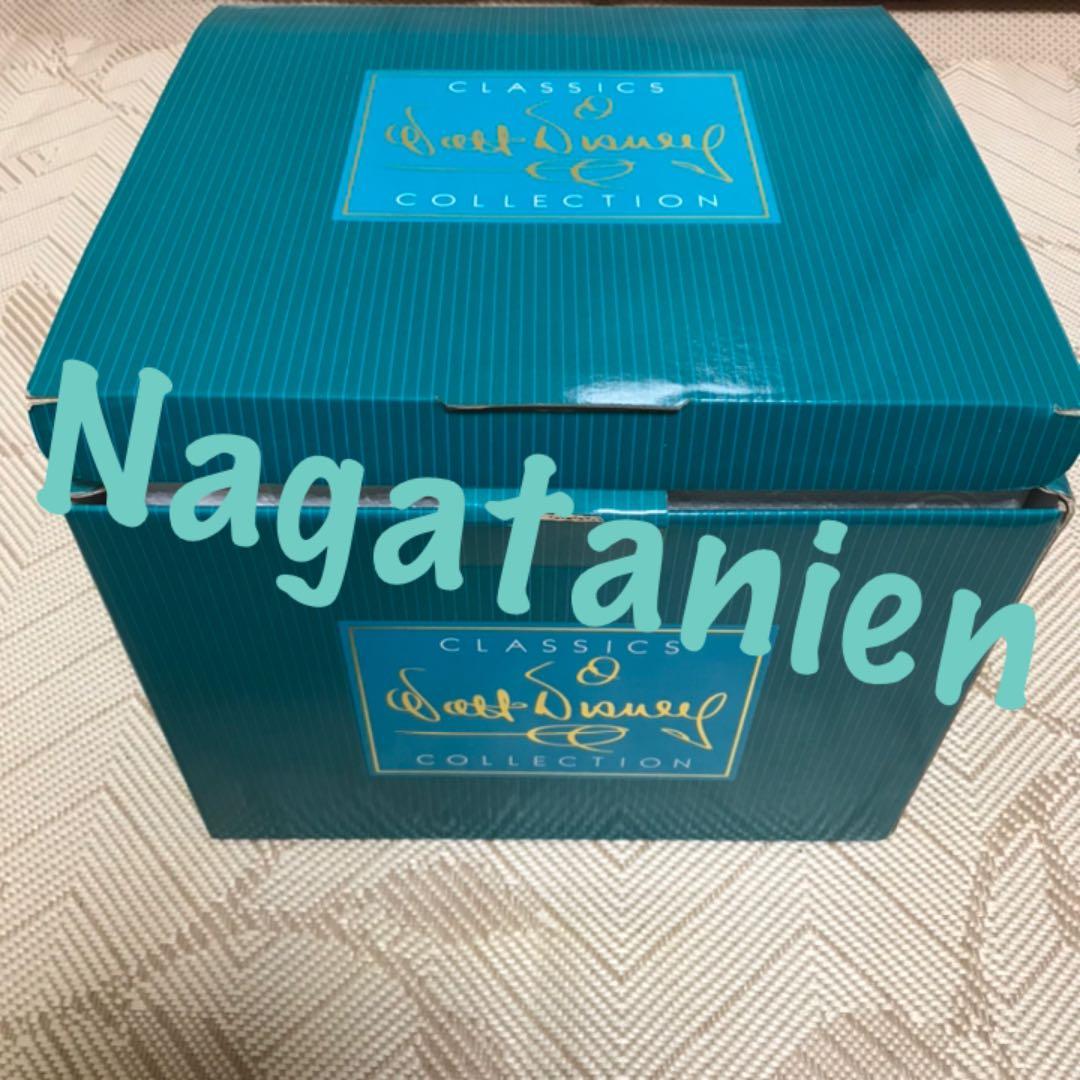 CLASSICS
Walt Disney
COLLECTION
Nagatanien
CLASSICS
Walt Disney
COLLECTION